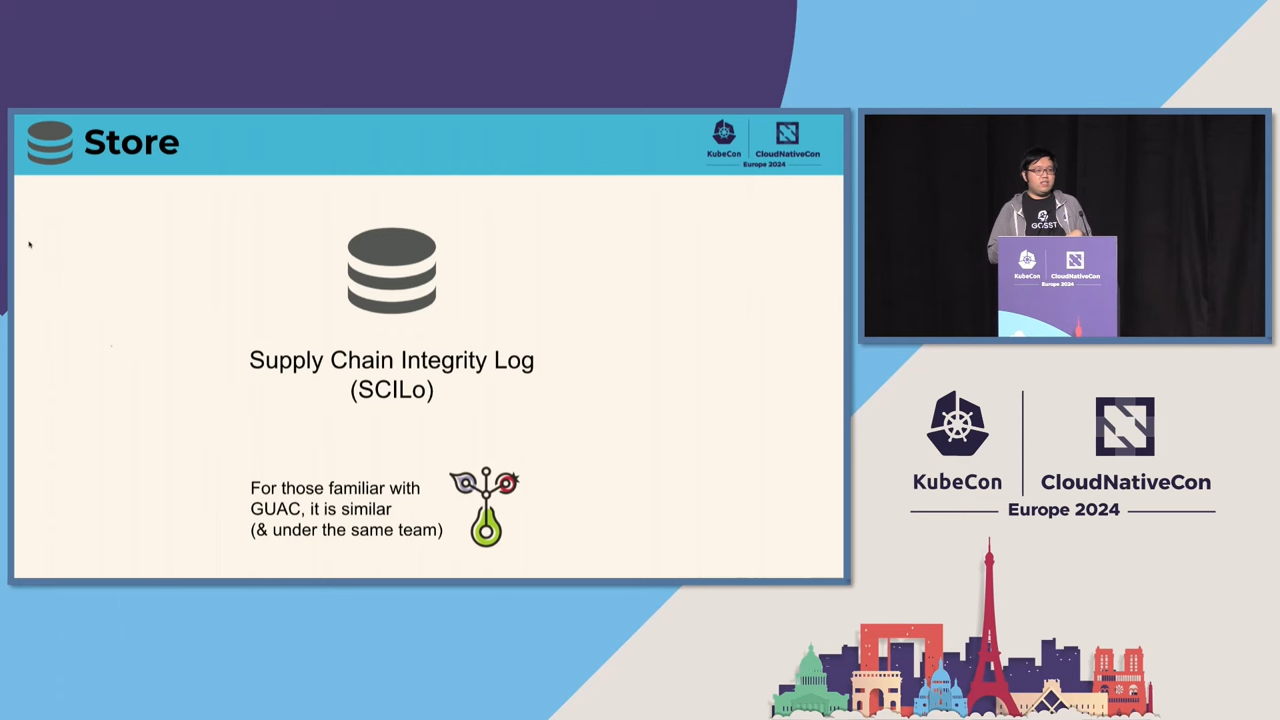 Store
KubeCon
CloudNativeCon
Europe 2024
Supply Chain Integrity Log
(SCILo)
For those familiar with
GUAC, it is similar
(& under the same team)
GOSST
KubeCon
CloudNativeCon
Europe 2024
KubeCon
CloudNativeCon
Europe 2024